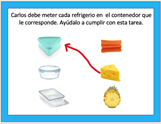 Carlos debe meter cada refrigerio en el contenedor que
le corresponde. Ayúdalo a cumplir con esta tarea.